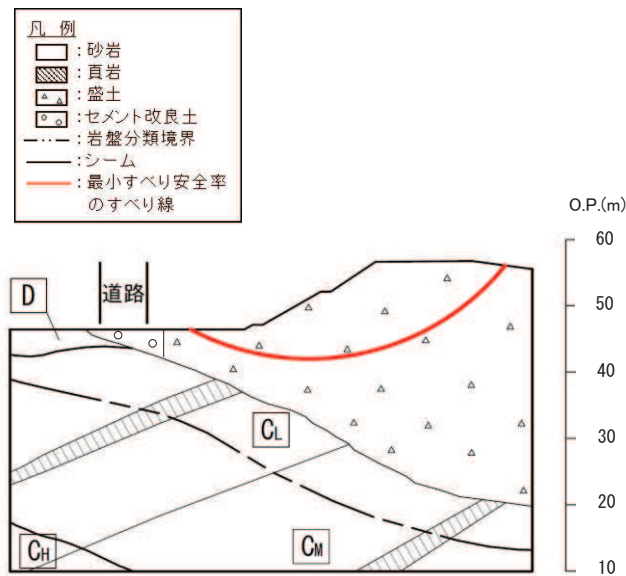 凡 例
：砂岩
：頁岩
：盛土
：セメント改良土
：岩盤分類境界
：シーム
：最小すべり安全率
のすべり線
O.P.(m)
60
50
40
30
20
10
D
道路
CL
CH
CM